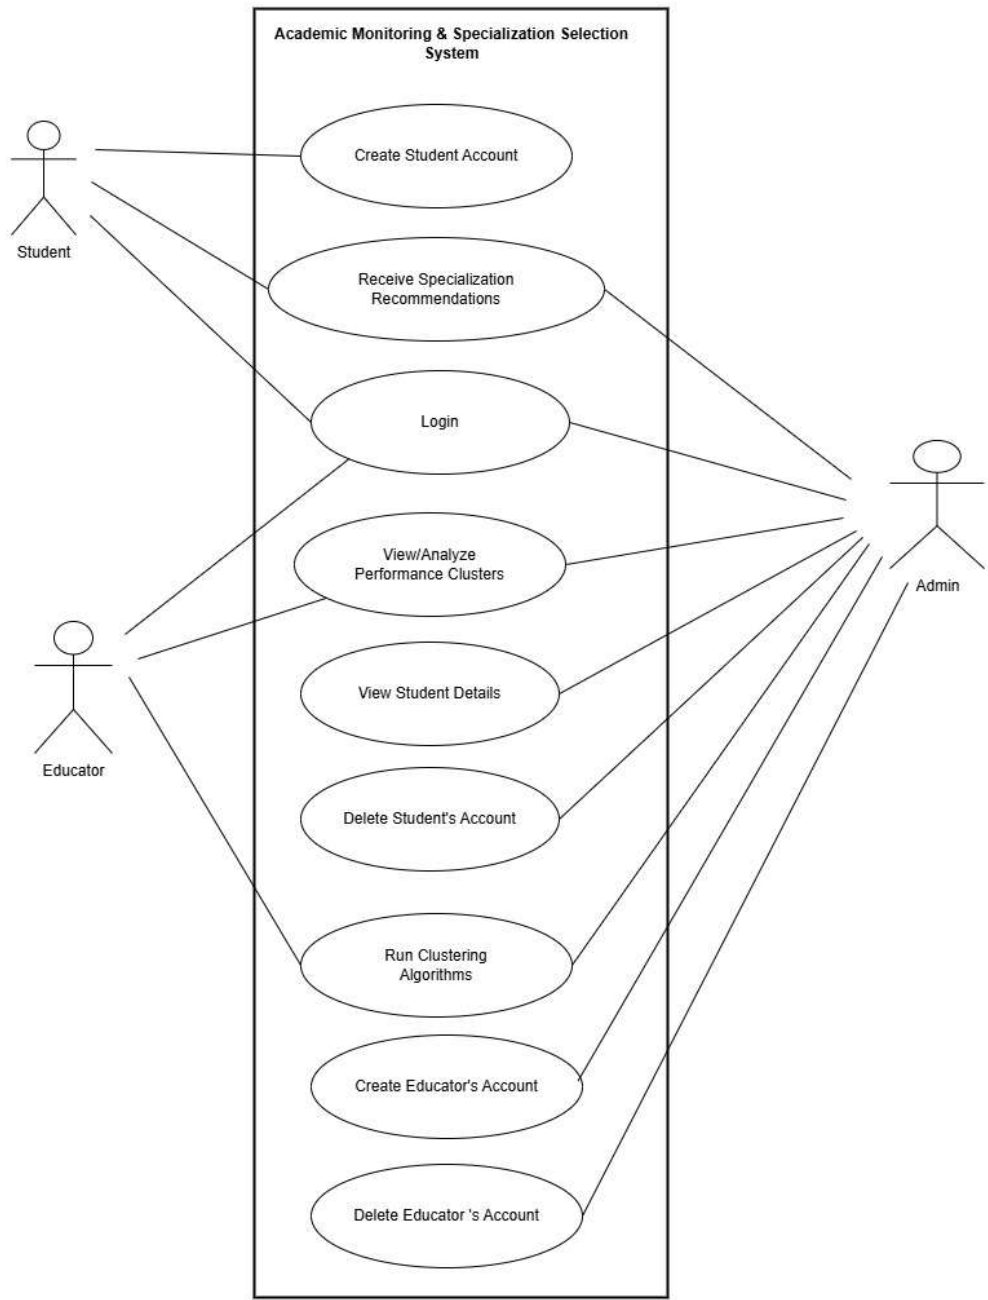 Academic Monitoring & Specialization Selection
System
Create Student Account
Student
Receive Specialization
Recommendations
Login
View/Analyze
Performance Clusters
Admin
View Student Details
Educator
Delete Student's Account
Run Clustering
Algorithms
Create Educator's Account
Delete Educator 's Account